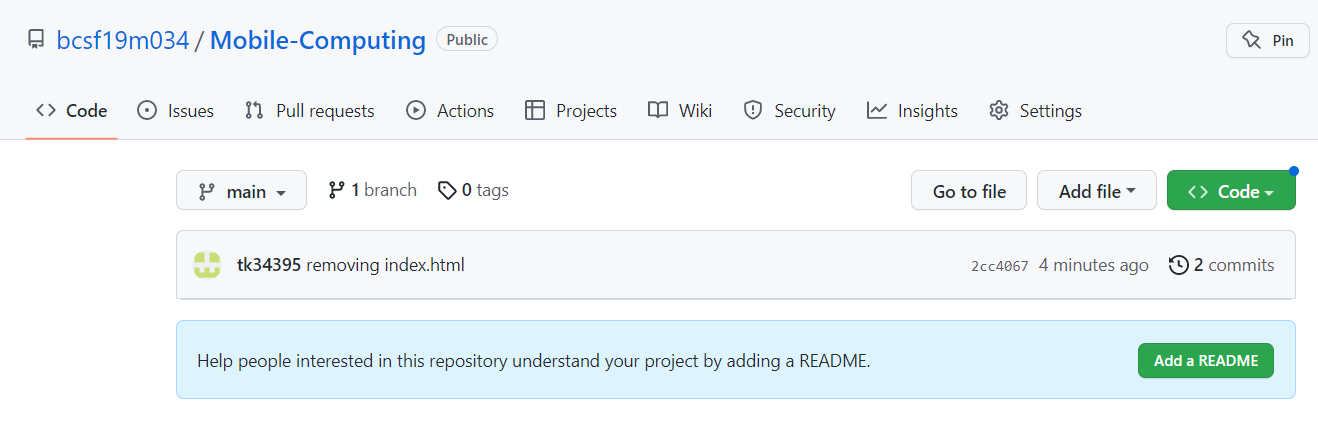 bcsf19m034 / Mobile-Computing Public Pin
Code Issues Pull requests Actions Projects Wiki Security Insights Settings
main 1 branch 0 tags Go to file Add file Code
tk34395 removing index.html 2cc4067 4 minutes ago 2 commits
Help people interested in this repository understand your project by adding a README. Add a README